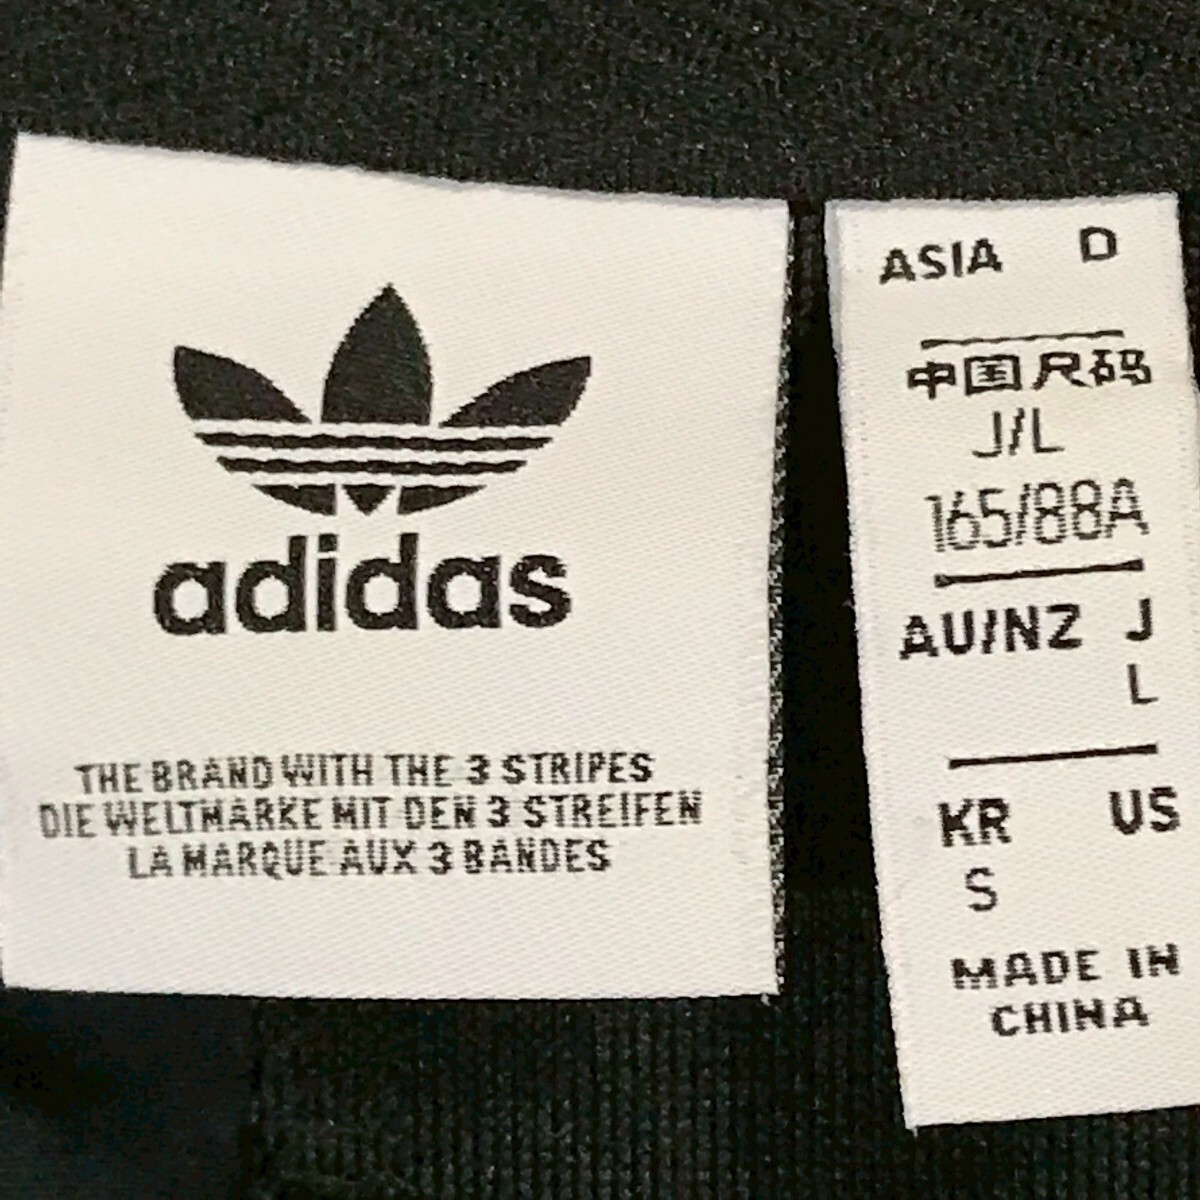 adidas
THE BRAND WITH THE 3 STRIPES
DIE WELTMARKE MIT DEN 3 STREIFEN
LA MARQUE AUX 3 BANDES
ASIA D
中国尺码
J/L
165/88A
AU/NZ J
L
KR US
S
MADE IN
CHINA